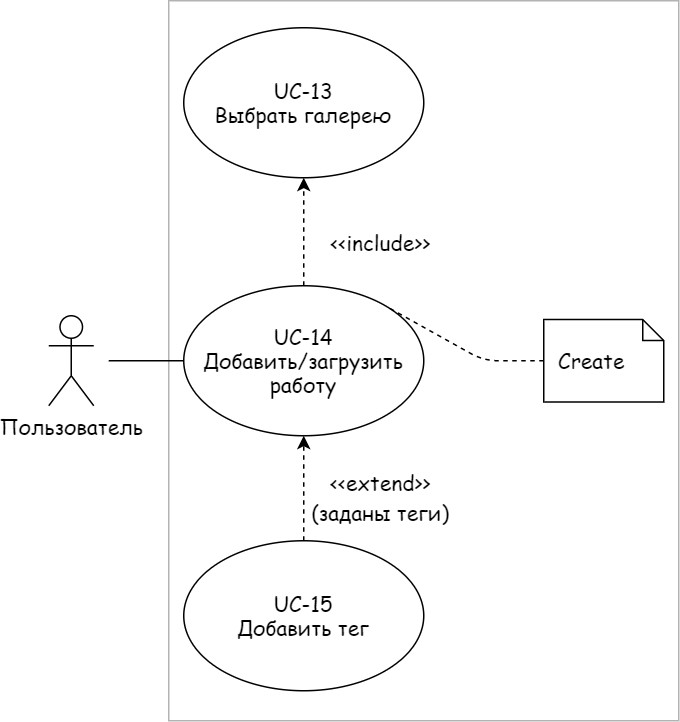 UC-13
Выбрать галерею
<<include>>
UC-14
Добавить/загрузить
работу
Create
Пользователь
<<extend>>
(заданы теги)
UC-15
Добавить тег